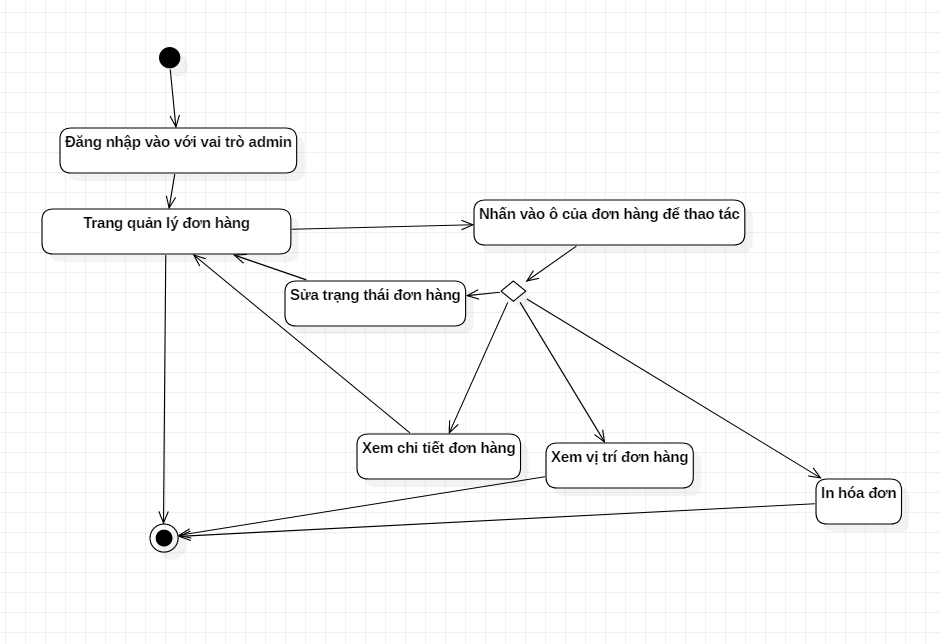 Đăng nhập vào với vai trò admin
Trang quản lý đơn hàng
Nhấn vào ô của đơn hàng để thao tác
Sửa trạng thái đơn hàng
Xem chi tiết đơn hàng
Xem vị trí đơn hàng
In hóa đơn